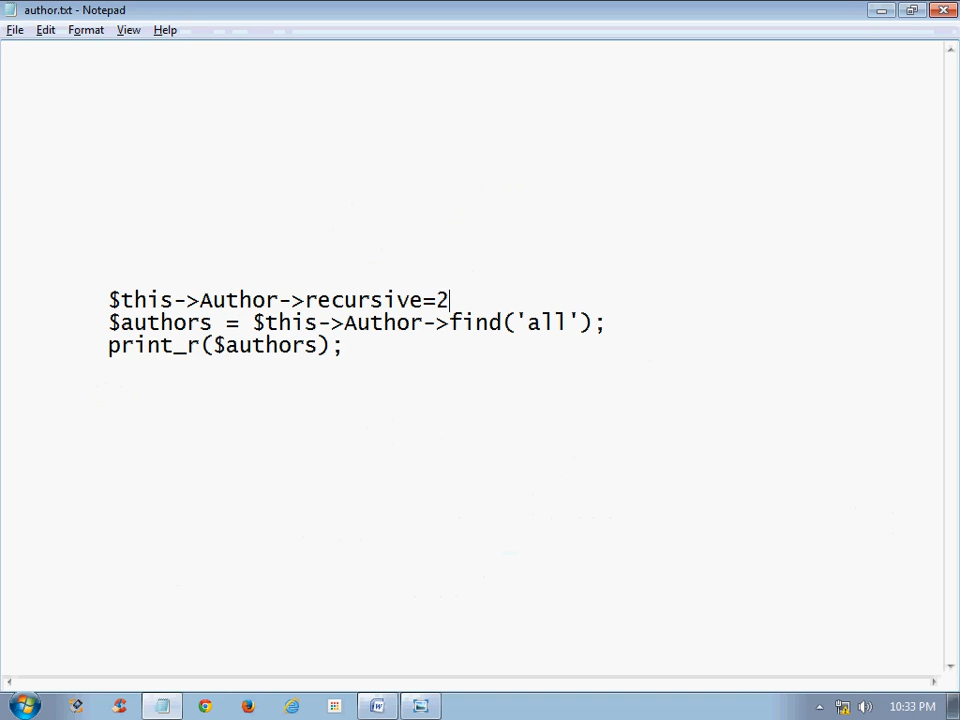 author.txt - Notepad
File Edit Format View Help
$this->Author->recursive=2
$authors = $this->Author->find('all');
print_r($authors);
10:33 PM